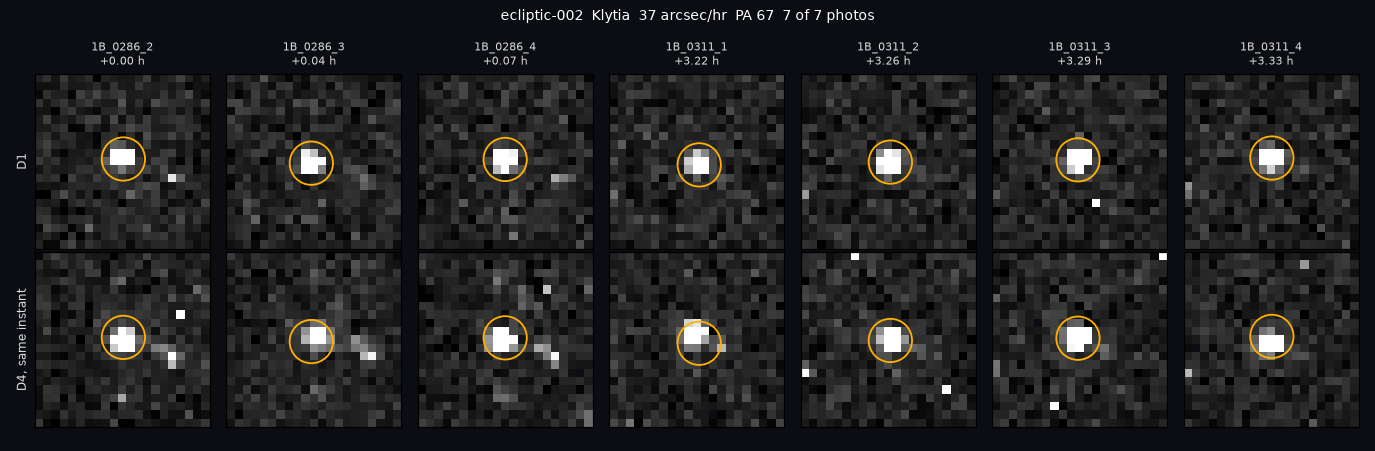 ecliptic-002 Klytia 37 arcsec/hr PA 67 7 of 7 photos
1B_0286_2
+0.00 h
1B_0286_3
+0.04 h
1B_0286_4
+0.07 h
1B_0311_1
+3.22 h
1B_0311_2
+3.26 h
1B_0311_3
+3.29 h
1B_0311_4
+3.33 h
D1
D4, same instant